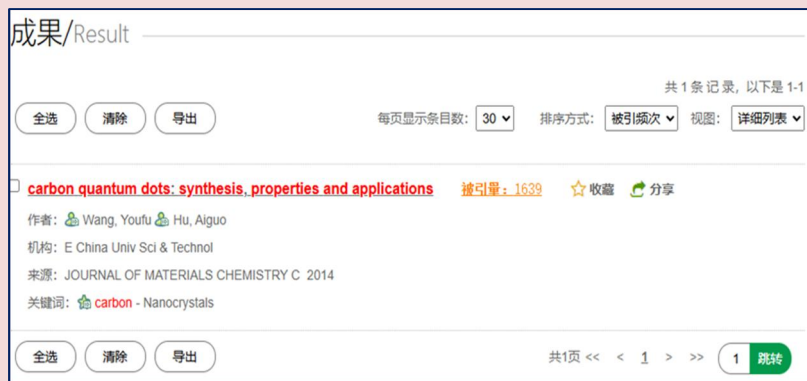 成果/Result
共 1 条 记 录，以下是 1-1
全选 清除 导出 每页显示条目数： 30 排序方式： 被引频次 视图： 详细列表
carbon quantum dots: synthesis, properties and applications 被引量：1639 收藏 分享
作者： Wang, Youfu Hu, Aiguo
机构： E China Univ Sci & Technol
来源： JOURNAL OF MATERIALS CHEMISTRY C 2014
关键词： carbon - Nanocrystals
全选 清除 导出 共1页 << < 1 > >> 1 跳转